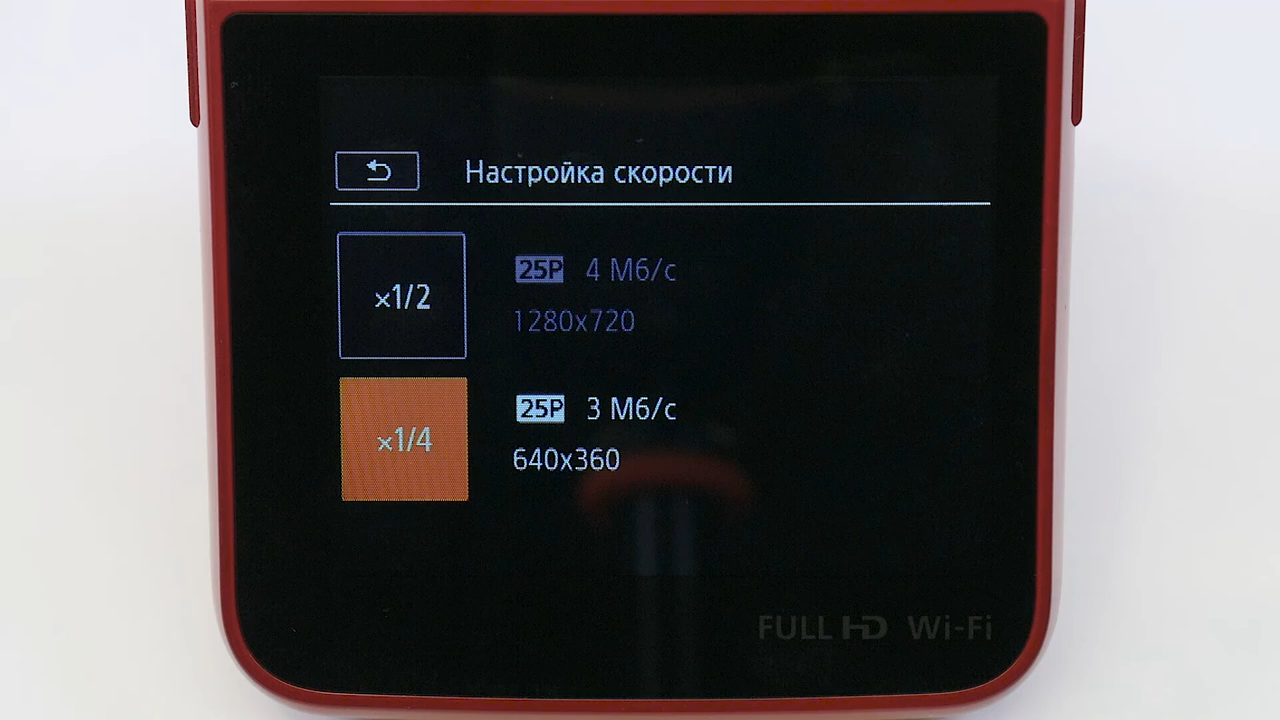 Настройка скорости
×1/2
25P 4 Мб/с
1280x720
×1/4
25P 3 Мб/с
640x360
FULL HD Wi-Fi